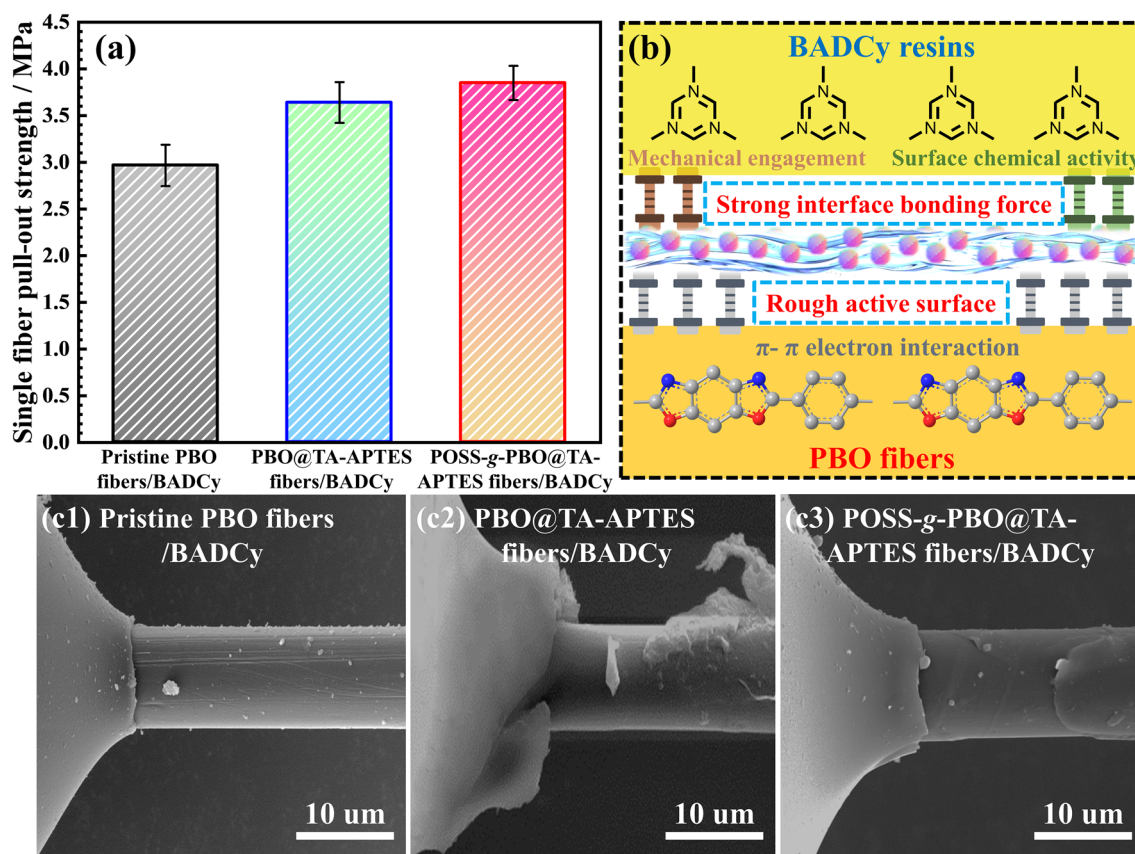 (a)
Single fiber pull-out strength / MPa
4.5
4.0
3.5
3.0
2.5
2.0
1.5
1.0
0.5
0.0
Pristine PBO
fibers/BADCy
PBO@TA-APTES
fibers/BADCy
POSS-g-PBO@TA-
APTES fibers/BADCy
(b)
BADCy resins
N
N
N
N
N
N
N
N
N
N
N
N
Mechanical engagement
Surface chemical activity
Strong interface bonding force
Rough active surface
π- π electron interaction
PBO fibers
(c1) Pristine PBO fibers
/BADCy
10 um
(c2) PBO@TA-APTES
fibers/BADCy
10 um
(c3) POSS-g-PBO@TA-
APTES fibers/BADCy
10 um